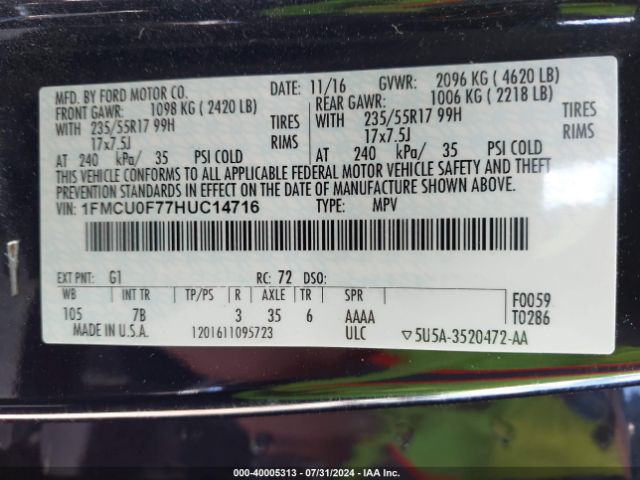 MFD. BY FORD MOTOR CO. DATE: 11/16 GVWR: 2096 KG ( 4620 LB)
FRONT GAWR: 1098 KG ( 2420 LB) REAR GAWR: 1006 KG ( 2218 LB)
WITH 235/55R17 99H TIRES WITH 235/55R17 99H TIRES
17x7.5J RIMS 17x7.5J RIMS
AT 240 kPa/ 35 PSI COLD AT 240 kPa/ 35 PSI COLD
THIS VEHICLE CONFORMS TO ALL APPLICABLE FEDERAL MOTOR VEHICLE SAFETY AND THEFT
PREVENTION STANDARDS IN EFFECT ON THE DATE OF MANUFACTURE SHOWN ABOVE.
VIN: 1FMCU0F77HUC14716 TYPE: MPV
EXT PNT: G1 RC: 72 DSO:
WB INT TR TP/PS R AXLE TR SPR F0059
105 7B 3 35 6 AAAA T0286
MADE IN U.S.A. 1201611095723 ULC ▽5U5A-3520472-AA
000-40005313 - 07/31/2024 - IAA Inc.